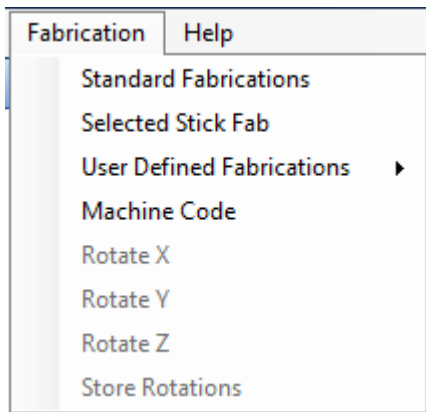 Fabrication Help
Standard Fabrications
Selected Stick Fab
User Defined Fabrications
Machine Code
Rotate X
Rotate Y
Rotate Z
Store Rotations